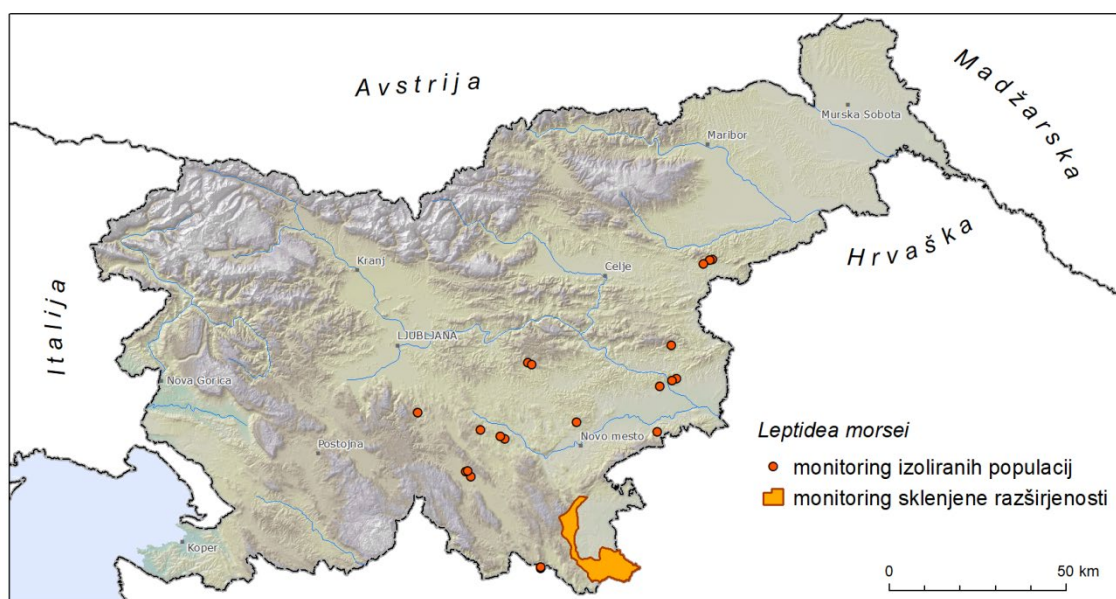 Avstrija
Madžarska
Murska Sobota
Maribor
Hrvaška
Celje
Kranj
Italija
LJUBLJANA
Nova Gorica
Postojna
Novo mesto
Koper
Leptidea morsei
monitoring izoliranih populacij
monitoring sklenjene razširjenosti
0 50 km